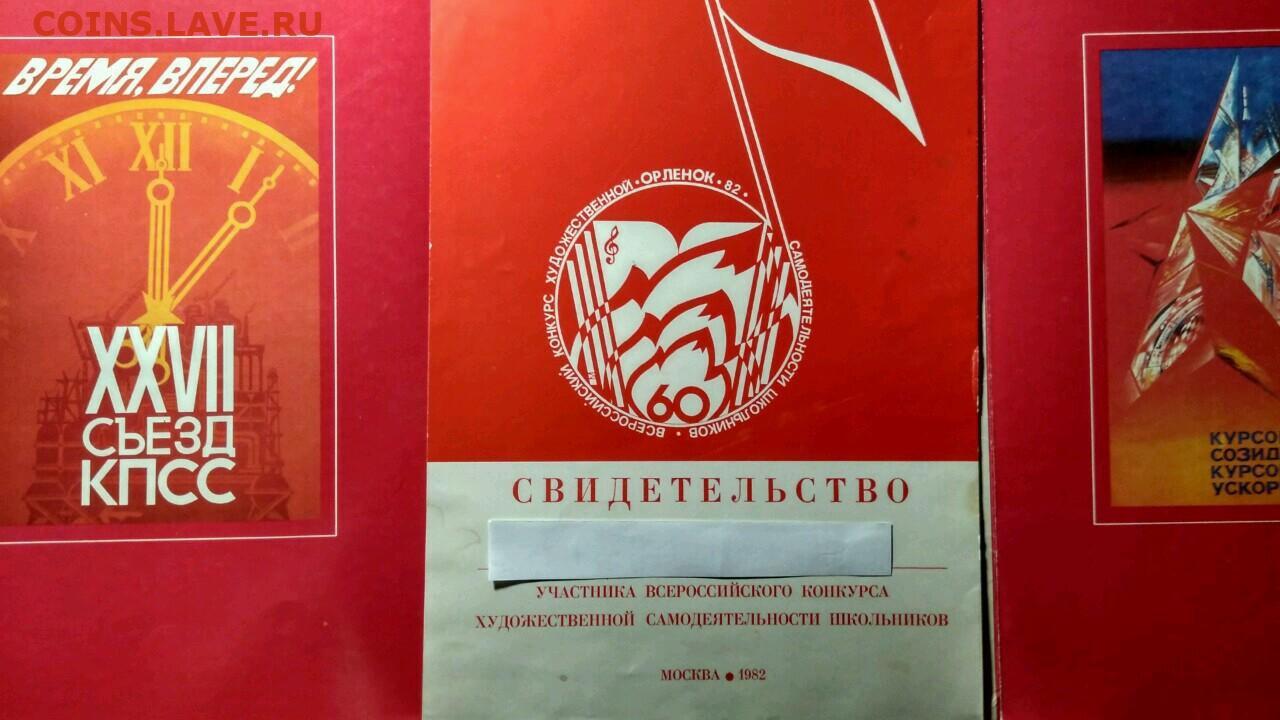 COINS.LAVE.RU
ВРЕМЯ, ВПЕРЕД!
XI XII I
XXVII
СЪЕЗД
КПСС
ВСЕРОССИЙСКИЙ КОНКУРС ХУДОЖЕСТВЕННОЙ • ОРЛЕНОК • 82 • САМОДЕЯТЕЛЬНОСТИ ШКОЛЬНИКОВ •
60
СВИДЕТЕЛЬСТВО
УЧАСТНИКА ВСЕРОССИЙСКОГО КОНКУРСА
ХУДОЖЕСТВЕННОЙ САМОДЕЯТЕЛЬНОСТИ ШКОЛЬНИКОВ
МОСКВА • 1982
КУРСО
СОЗИД
КУРСО
УСКОР